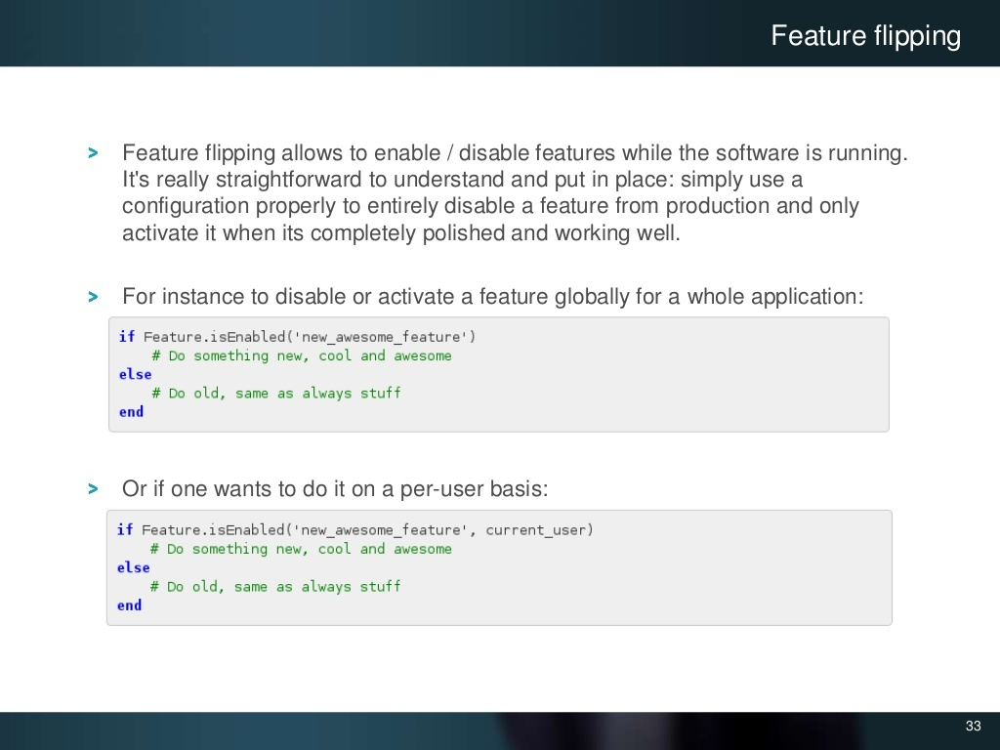 Feature flipping
> Feature flipping allows to enable / disable features while the software is running.
It's really straightforward to understand and put in place: simply use a
configuration properly to entirely disable a feature from production and only
activate it when its completely polished and working well.
> For instance to disable or activate a feature globally for a whole application:
if Feature.isEnabled('new_awesome_feature')
    # Do something new, cool and awesome
else
    # Do old, same as always stuff
end
> Or if one wants to do it on a per-user basis:
if Feature.isEnabled('new_awesome_feature', current_user)
    # Do something new, cool and awesome
else
    # Do old, same as always stuff
end
33